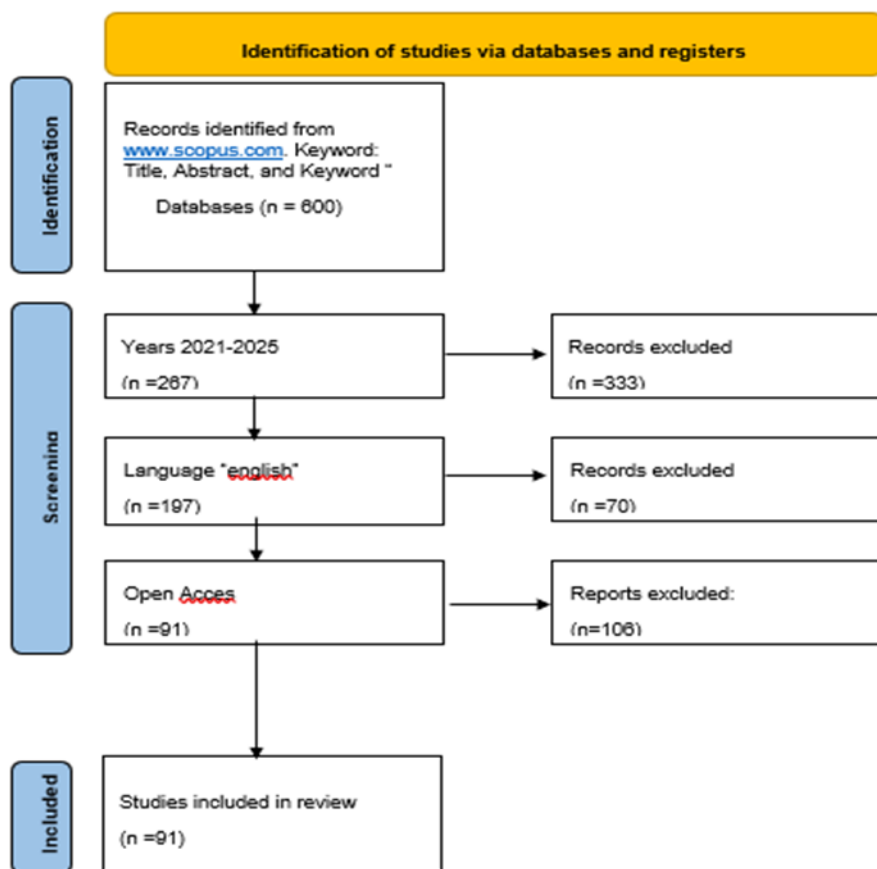 Identification of studies via databases and registers
Identification
Records identified from
www.scopus.com. Keyword:
Title, Abstract, and Keyword "
Databases (n = 600)
Screening
Years 2021-2025
(n =267)
Records excluded
(n =333)
Language "english"
(n =197)
Records excluded
(n =70)
Open Acces
(n =91)
Reports excluded:
(n=106)
Included
Studies included in review
(n =91)